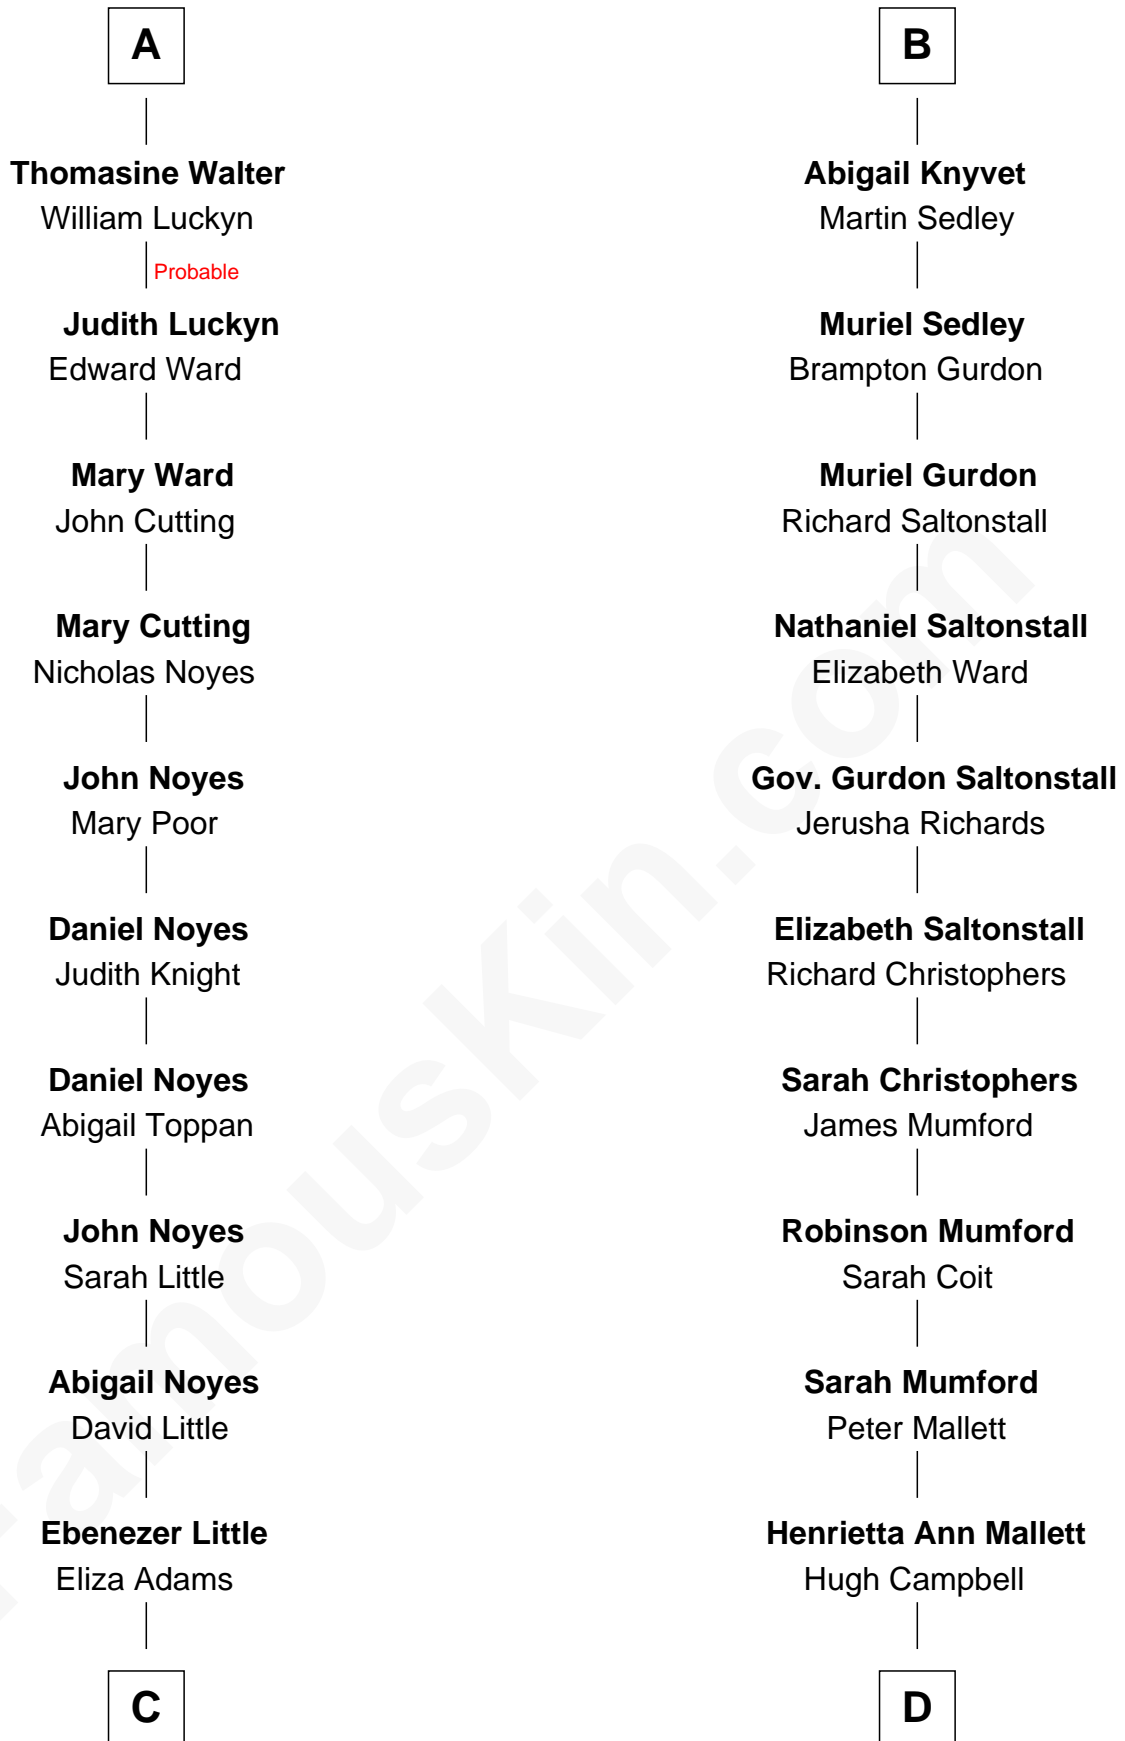 A
Thomasine Walter
William Luckyn
Probable
Judith Luckyn
Edward Ward
Mary Ward
John Cutting
Mary Cutting
Nicholas Noyes
John Noyes
Mary Poor
Daniel Noyes
Judith Knight
Daniel Noyes
Abigail Toppan
John Noyes
Sarah Little
Abigail Noyes
David Little
Ebenezer Little
Eliza Adams
C
B
Abigail Knyvet
Martin Sedley
Muriel Sedley
Brampton Gurdon
Muriel Gurdon
Richard Saltonstall
Nathaniel Saltonstall
Elizabeth Ward
Gov. Gurdon Saltonstall
Jerusha Richards
Elizabeth Saltonstall
Richard Christophers
Sarah Christophers
James Mumford
Robinson Mumford
Sarah Coit
Sarah Mumford
Peter Mallett
Henrietta Ann Mallett
Hugh Campbell
D
FamousKin.com